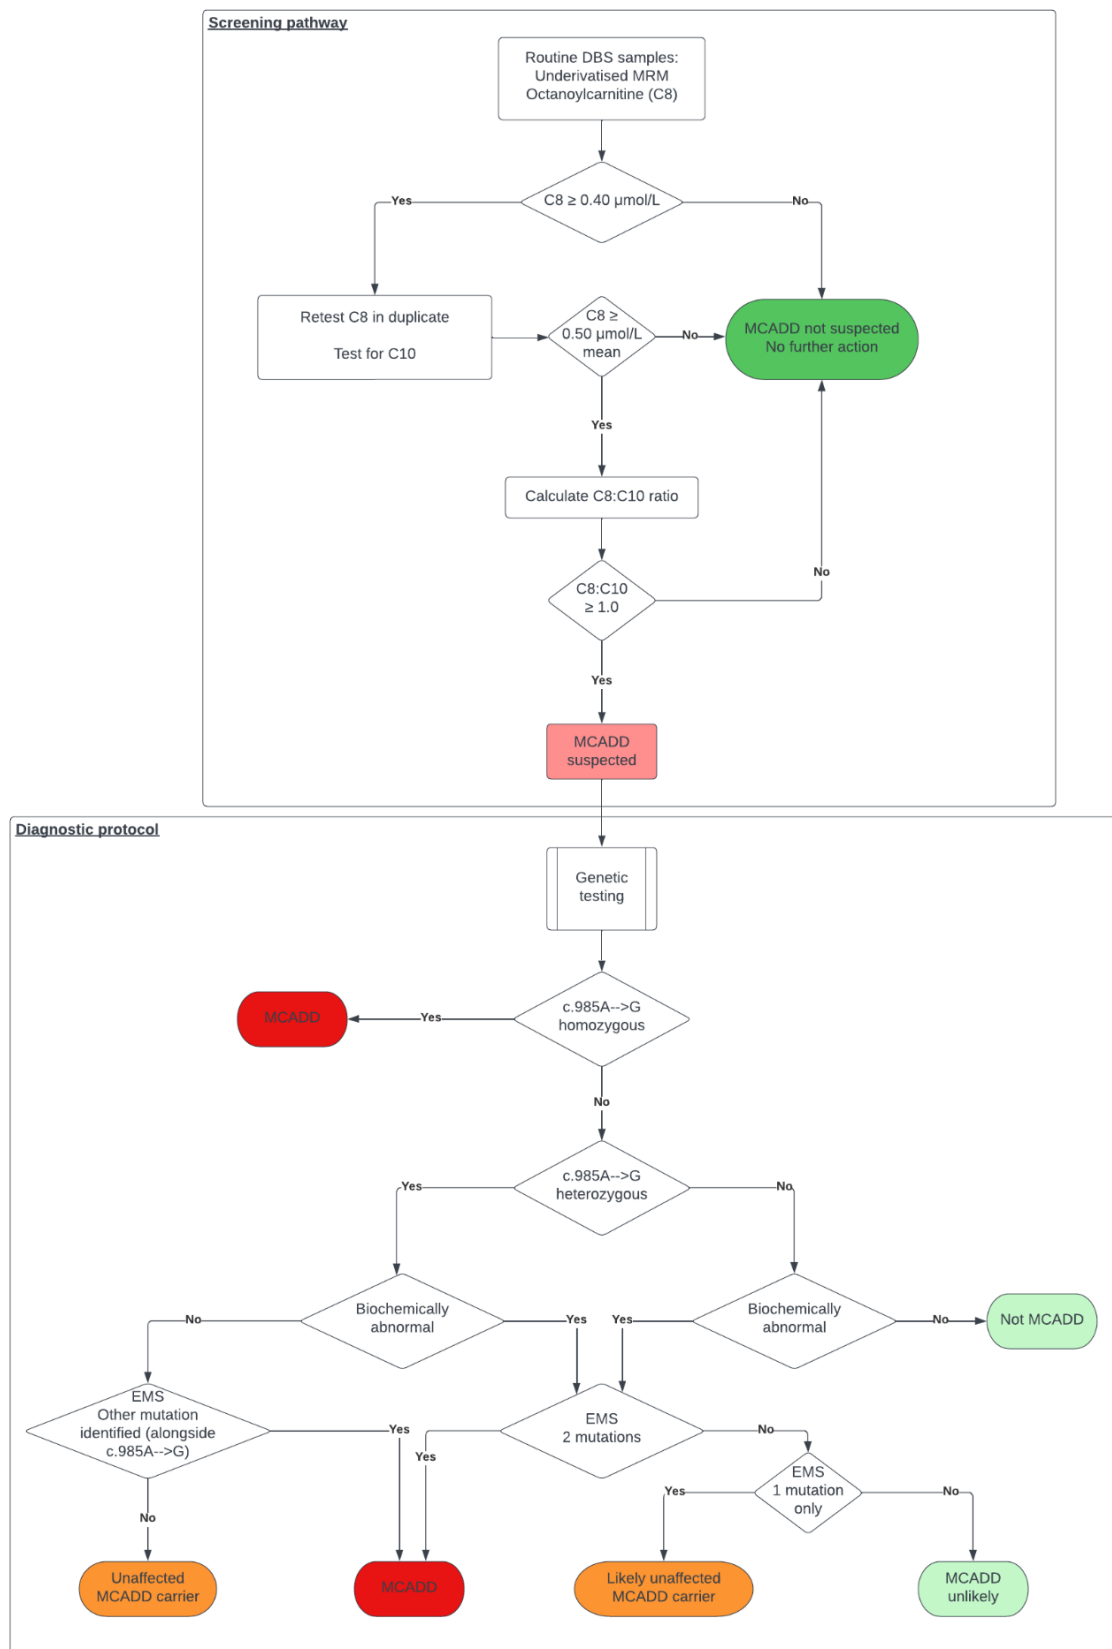 Screening pathway
Routine DBS samples:
Underivatised MRM
Octanoylcarnitine (C8)
C8 ≥ 0.40 µmol/L
Yes
No
Retest C8 in duplicate
Test for C10
C8 ≥
0.50 µmol/L
mean
No
MCADD not suspected
No further action
Yes
Calculate C8:C10 ratio
C8:C10
≥ 1.0
No
Yes
MCADD
suspected
Diagnostic protocol
Genetic
testing
c.985A-->G
homozygous
Yes
MCADD
No
c.985A-->G
heterozygous
Yes
No
Biochemically
abnormal
No
Yes
Biochemically
abnormal
Yes
No
Not MCADD
EMS
Other mutation
identified (alongside
c.985A-->G)
Yes
No
EMS
2 mutations
Yes
No
EMS
1 mutation
only
Yes
No
Unaffected
MCADD carrier
MCADD
Likely unaffected
MCADD carrier
MCADD
unlikely